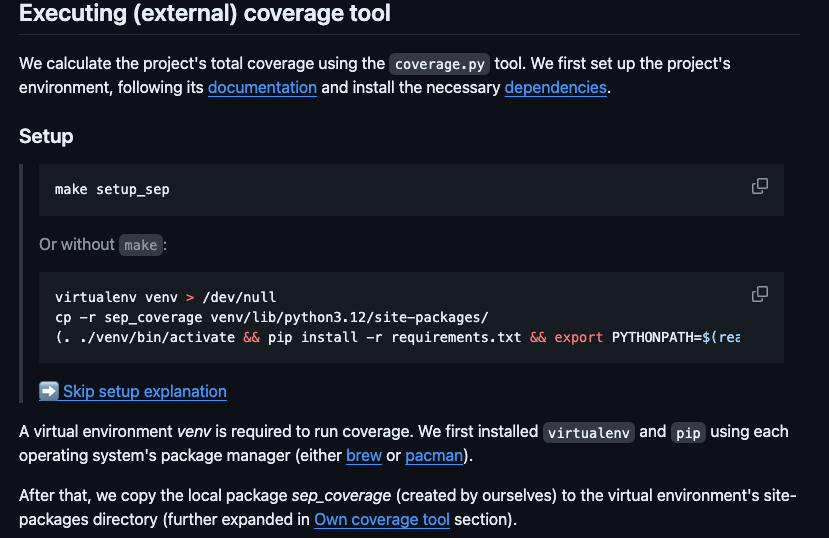 Executing (external) coverage tool
We calculate the project's total coverage using the coverage.py tool. We first set up the project's
environment, following its documentation and install the necessary dependencies.
Setup
make setup_sep
Or without make:
virtualenv venv > /dev/null
cp -r sep_coverage venv/lib/python3.12/site-packages/
(. ./venv/bin/activate && pip install -r requirements.txt && export PYTHONPATH=$(rea
➡️ Skip setup explanation
A virtual environment venv is required to run coverage. We first installed virtualenv and pip using each
operating system's package manager (either brew or pacman).
After that, we copy the local package sep_coverage (created by ourselves) to the virtual environment's site-
packages directory (further expanded in Own coverage tool section).